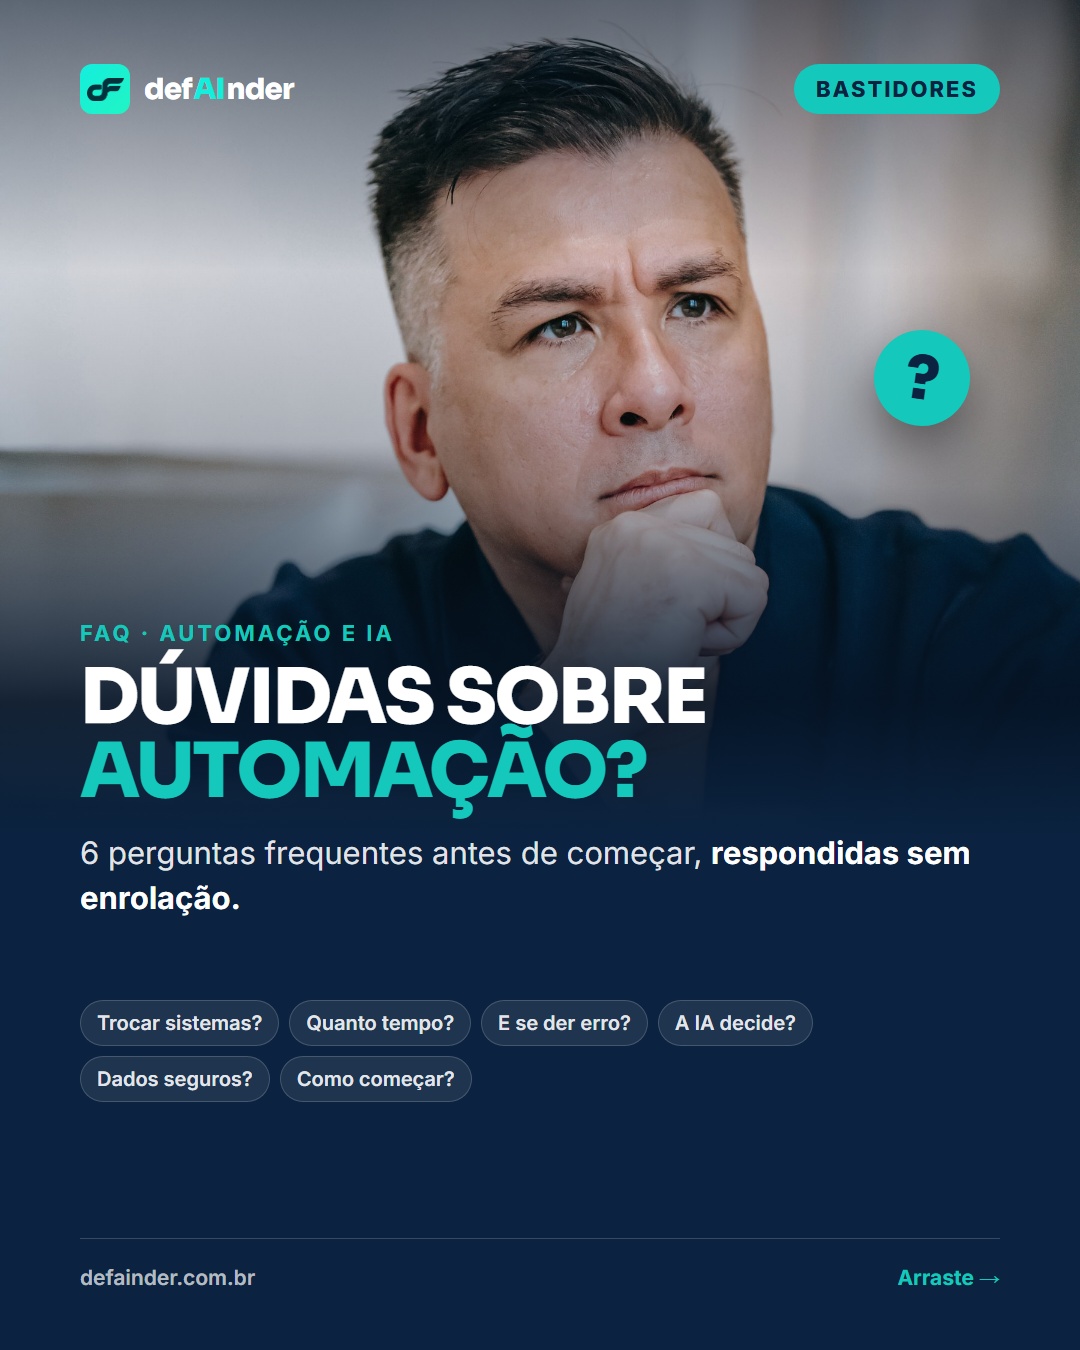 defAInder
BASTIDORES
?
FAQ · AUTOMAÇÃO E IA
DÚVIDAS SOBRE
AUTOMAÇÃO?
6 perguntas frequentes antes de começar, respondidas sem
enrolação.
Trocar sistemas? Quanto tempo? E se der erro? A IA decide?
Dados seguros? Como começar?
defainder.com.br
Arraste →